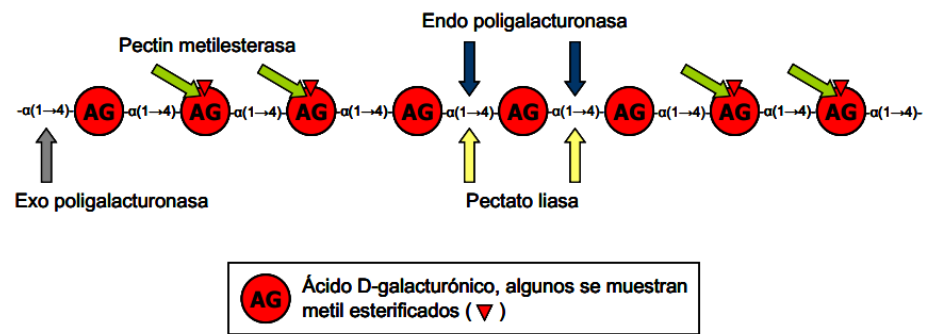 Endo poligalacturonasa
Pectin metilesterasa
-α(1→4)- AG -α(1→4)- AG -α(1→4)- AG -α(1→4)- AG -α(1→4)- AG -α(1→4)- AG -α(1→4)- AG -α(1→4)- AG -α(1→4)-
Exo poligalacturonasa
Pectato liasa
AG Ácido D-galacturónico, algunos se muestran
metil esterificados ( )